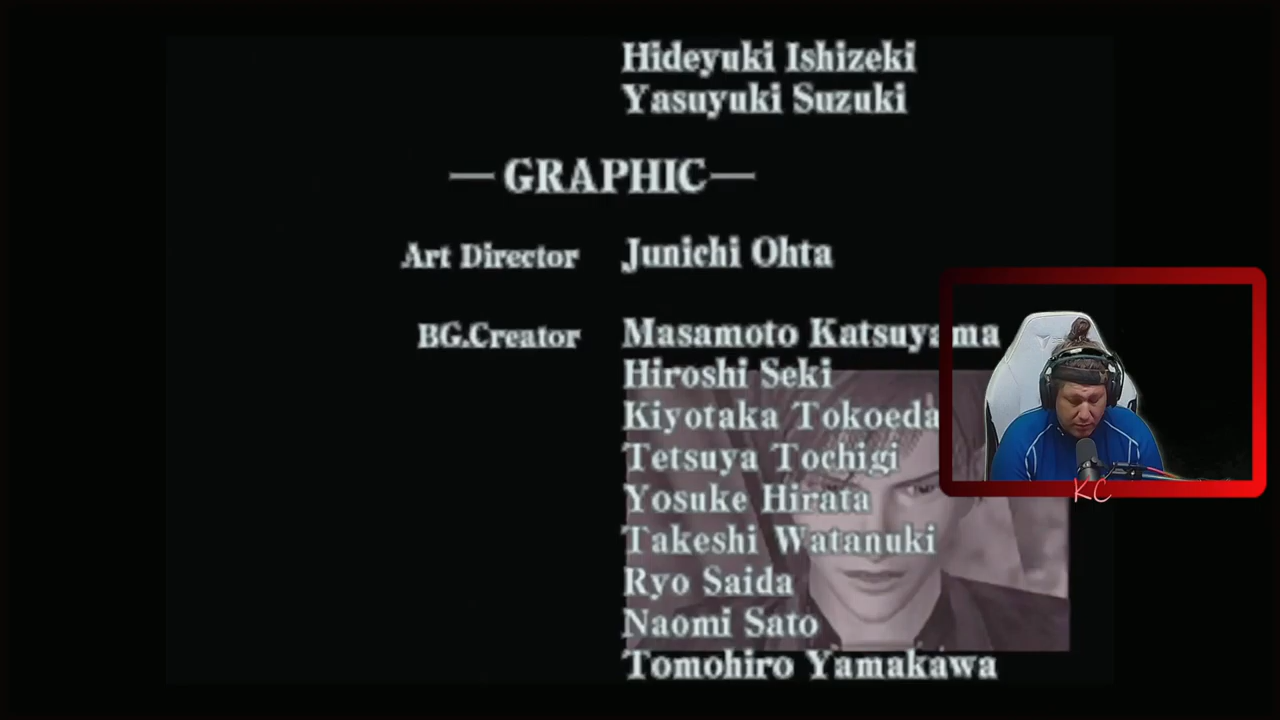 Hideyuki Ishizeki
Yasuyuki Suzuki
— GRAPHIC —
Art Director Junichi Ohta
BG.Creator Masamoto Katsuyama
Hiroshi Seki
Kiyotaka Tokoeda
Tetsuya Tochigi
Yosuke Hirata
Takeshi Watanuki
Ryo Saida
Naomi Sato
Tomohiro Yamakawa
KC